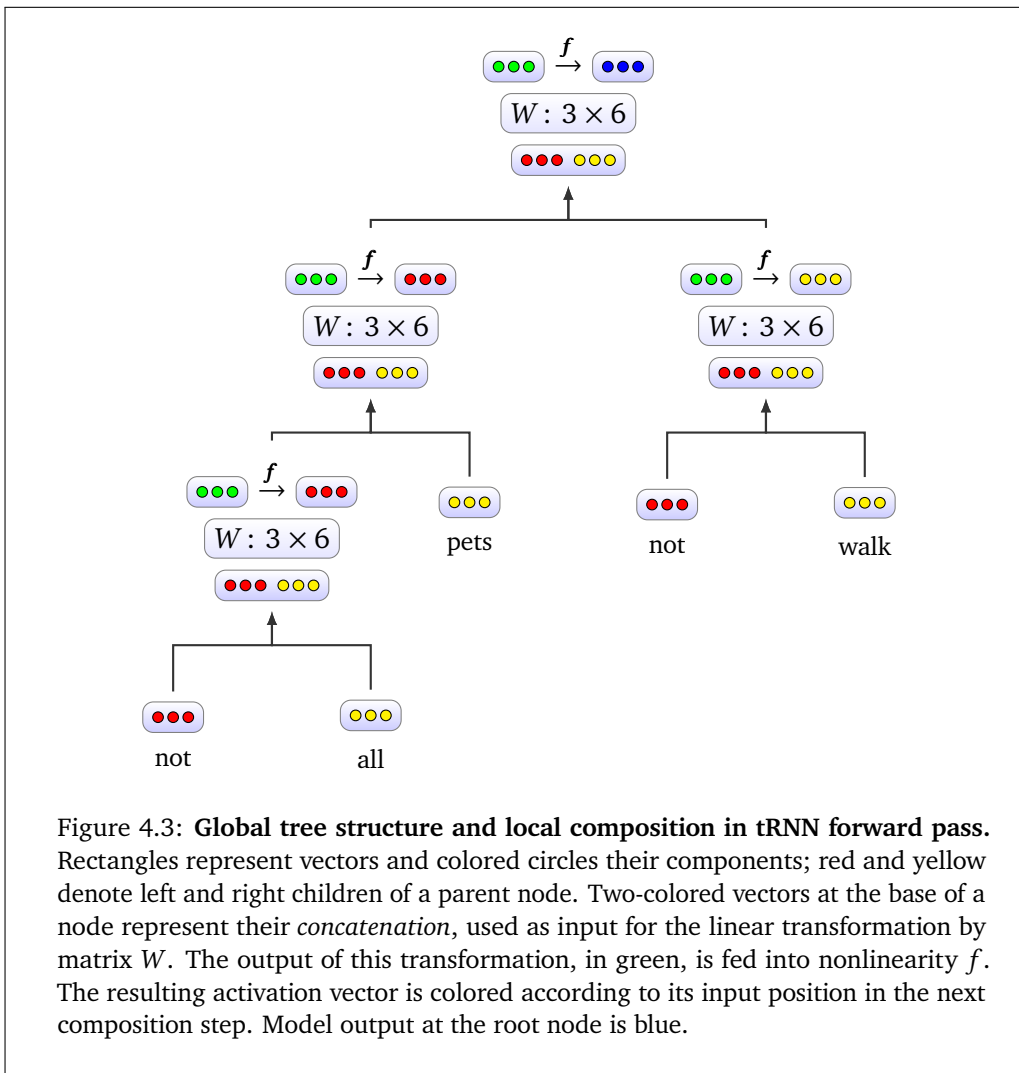 f
→
W : 3 × 6
f
→
f
→
W : 3 × 6
W : 3 × 6
f
→
W : 3 × 6
pets
not
walk
not
all
Figure 4.3: Global tree structure and local composition in tRNN forward pass.
Rectangles represent vectors and colored circles their components; red and yellow
denote left and right children of a parent node. Two-colored vectors at the base of a
node represent their concatenation, used as input for the linear transformation by
matrix W. The output of this transformation, in green, is fed into nonlinearity f.
The resulting activation vector is colored according to its input position in the next
composition step. Model output at the root node is blue.